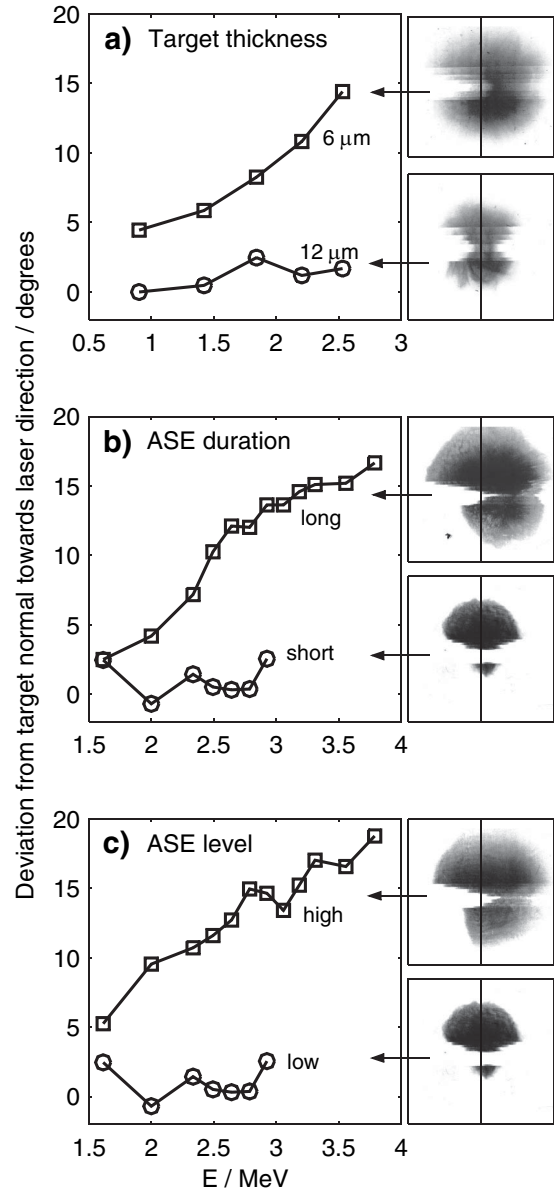 Deviation from target normal towards laser direction / degrees
a) Target thickness
20
15
10
5
0
6 µm
12 µm
0.5 1 1.5 2 2.5 3
b) ASE duration
20
15
10
5
0
long
short
1.5 2 2.5 3 3.5 4
c) ASE level
20
15
10
5
0
high
low
1.5 2 2.5 3 3.5 4
E / MeV